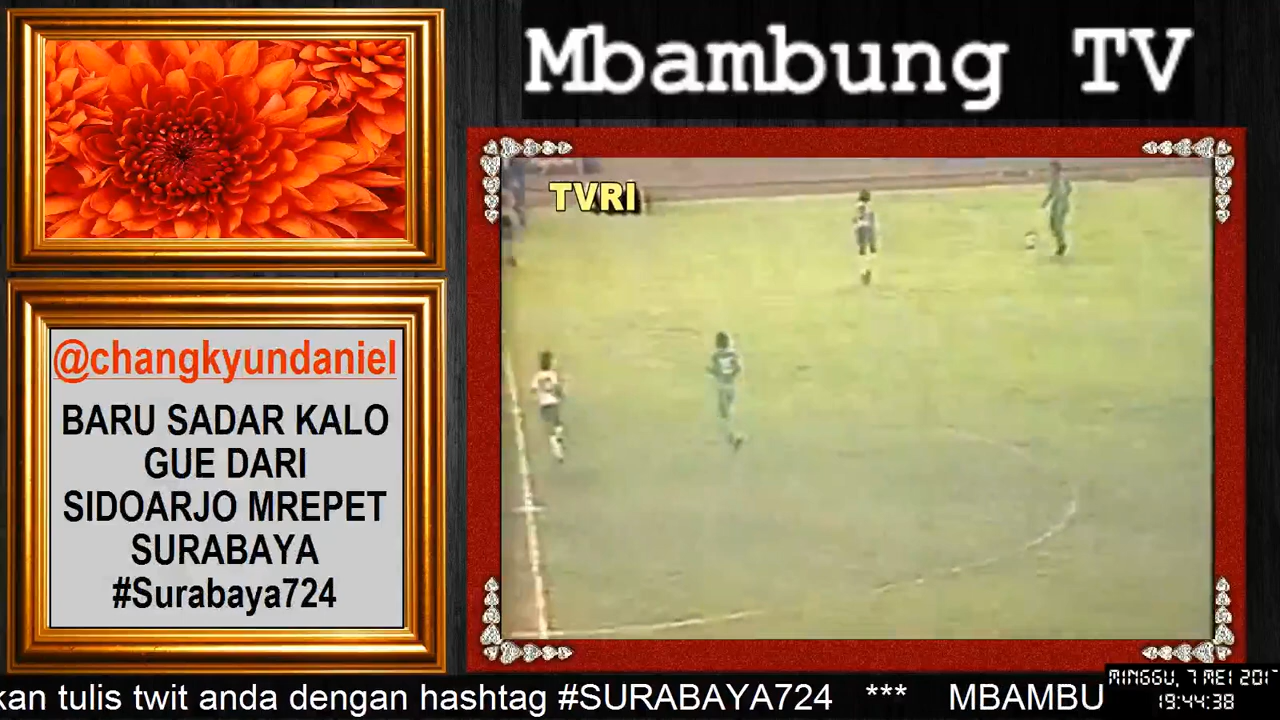 Mbambung TV
TVRI
@changkyundaniel
BARU SADAR KALO
GUE DARI
SIDOARJO MREPET
SURABAYA
#Surabaya724
kan tulis twit anda dengan hashtag #SURABAYA724 *** MBAMBU
MINGGU, 7 MEI 2017
19:44:38